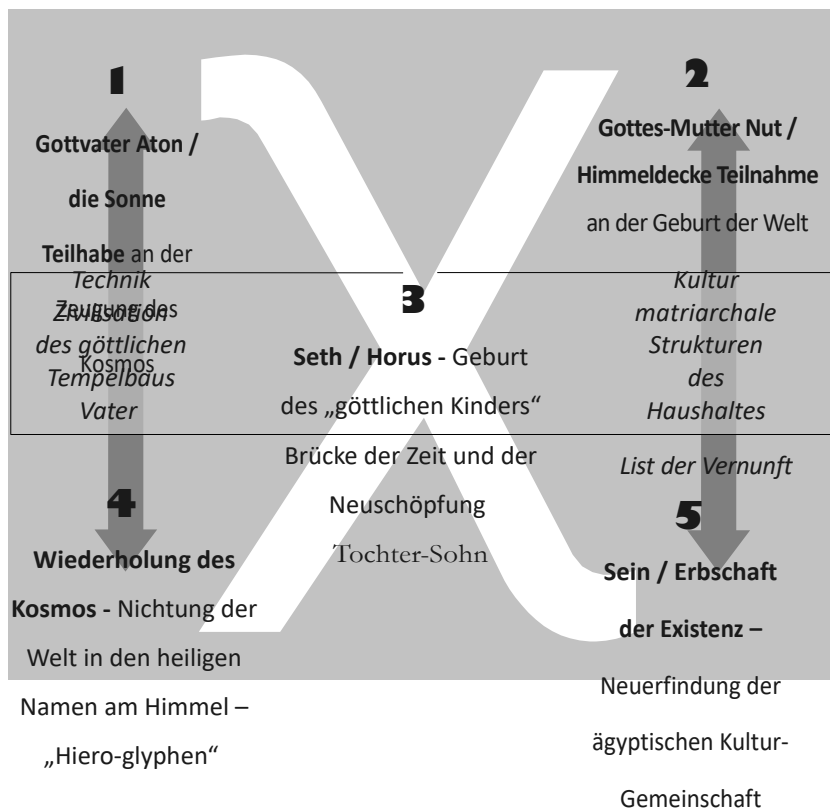 1
Gottvater Aton /
die Sonne
Teilhabe an der
Zeugung des
Kosmos
Technik
Zivilisation
des göttlichen
Tempelbaus
Vater
2
Gottes-Mutter Nut /
Himmeldecke Teilnahme
an der Geburt der Welt
Kultur
matriarchale
Strukturen
des
Haushaltes
List der Vernunft
3
Seth / Horus - Geburt
des „göttlichen Kinders“
Brücke der Zeit und der
Neuschöpfung
Tochter-Sohn
4
Wiederholung des
Kosmos - Nichtung der
Welt in den heiligen
Namen am Himmel –
„Hiero-glyphen“
5
Sein / Erbschaft
der Existenz –
Neuerfindung der
ägyptischen Kultur-
Gemeinschaft